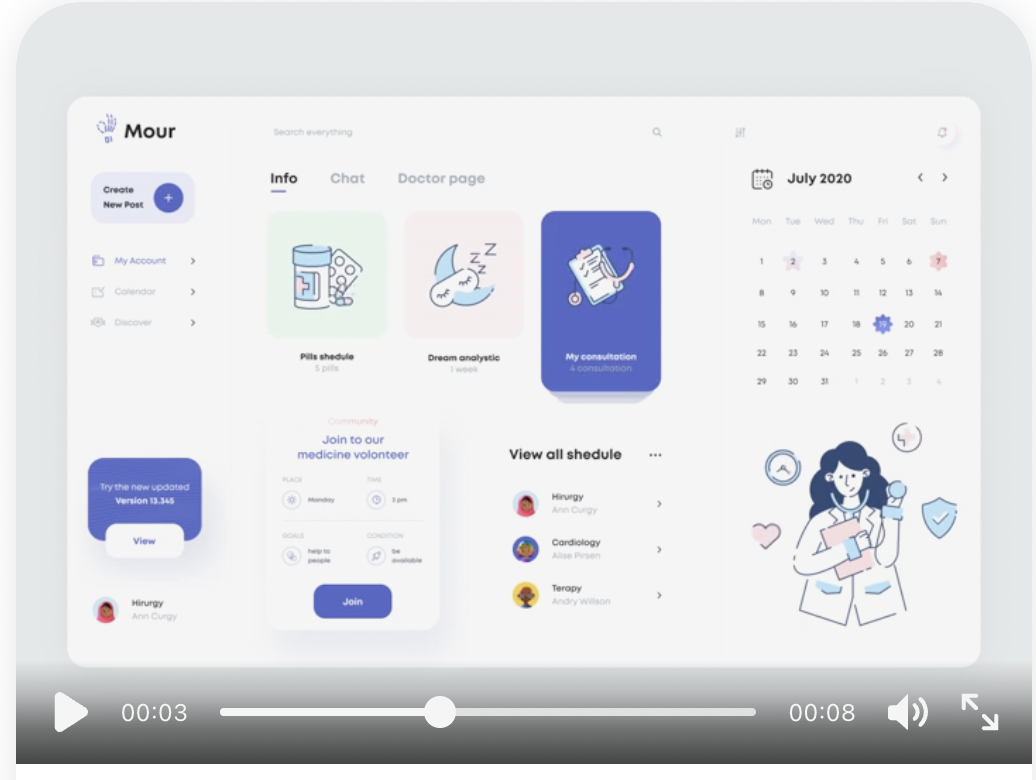 Mour
Search everything
Create
New Post
My Account
Calendar
Discover
Try the new updated
Version 13.345
View
Hirurgy
Ann Curgy
Info Chat Doctor page
Pills shedule
5 pills
Dream analystic
1 week
My consultation
4 consultation
Community
Join to our
medicine volonteer
PLACE TIME
Monday 3 pm
GOALS CONDITION
help to
people
be
available
Join
View all shedule
Hirurgy
Ann Curgy
Cardiology
Alise Pirsen
Terapy
Andry Willson
July 2020
Mon Tue Wed Thu Fri Sat Sun
1 2 3 4 5 6 7
8 9 10 11 12 13 14
15 16 17 18 19 20 21
22 23 24 25 26 27 28
29 30 31 1 2 3 4
z Z
z
00:03 00:08